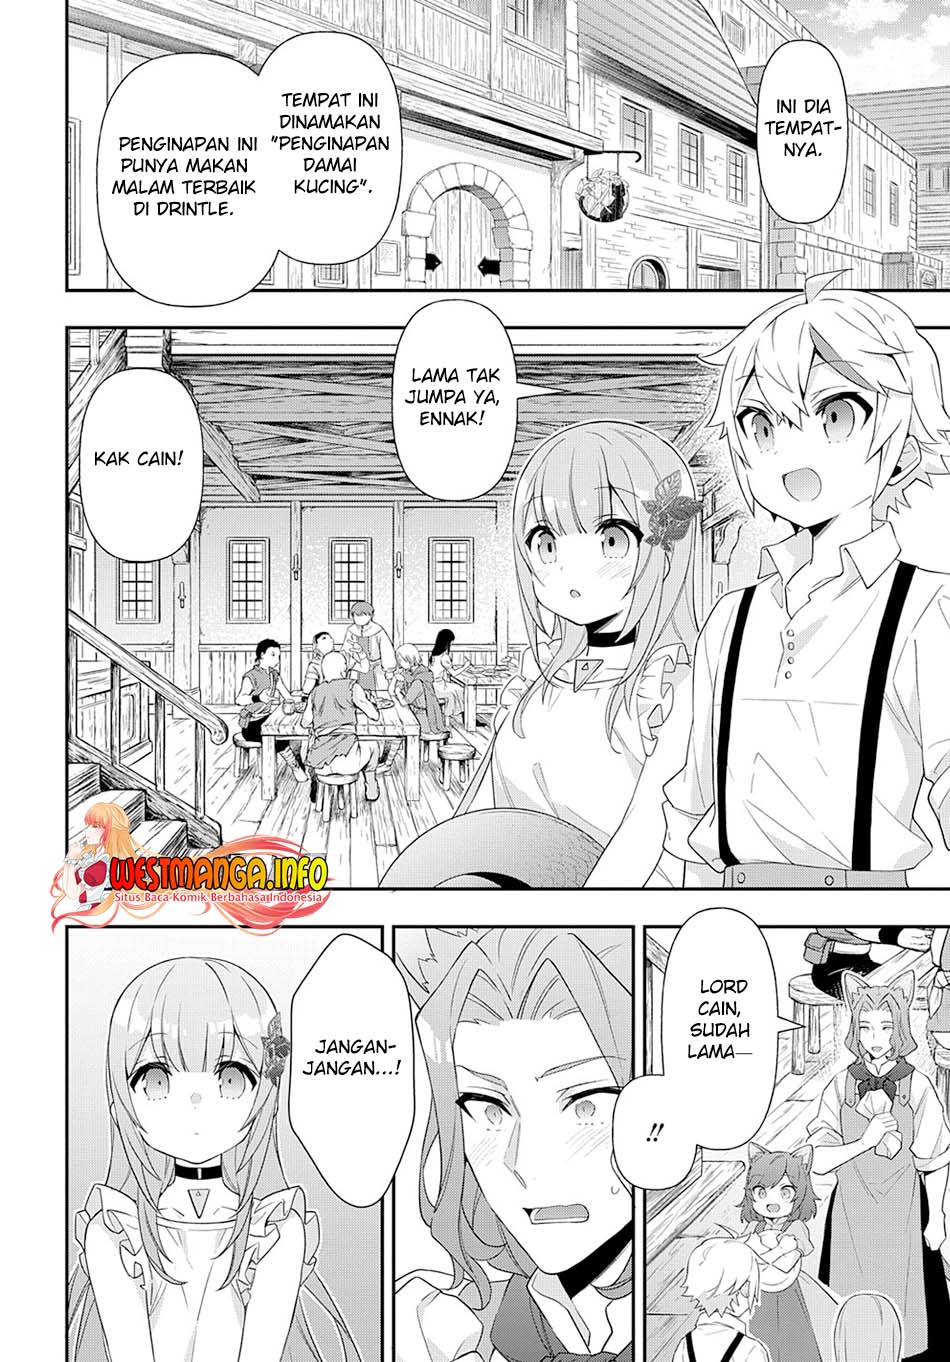 INI DIA
TEMPAT-
NYA.
TEMPAT INI
DINAMAKAN
"PENGINAPAN
DAMAI
KUCING".
PENGINAPAN INI
PUNYA MAKAN
MALAM TERBAIK
DI DRINTLE.
LAMA TAK
JUMPA YA,
ENNAK!
KAK CAIN!
WESTMANGA.INFO
Situs Baca Komik Berbahasa Indonesia
LORD
CAIN,
SUDAH
LAMA—
!!
JANGAN-
JANGAN...!